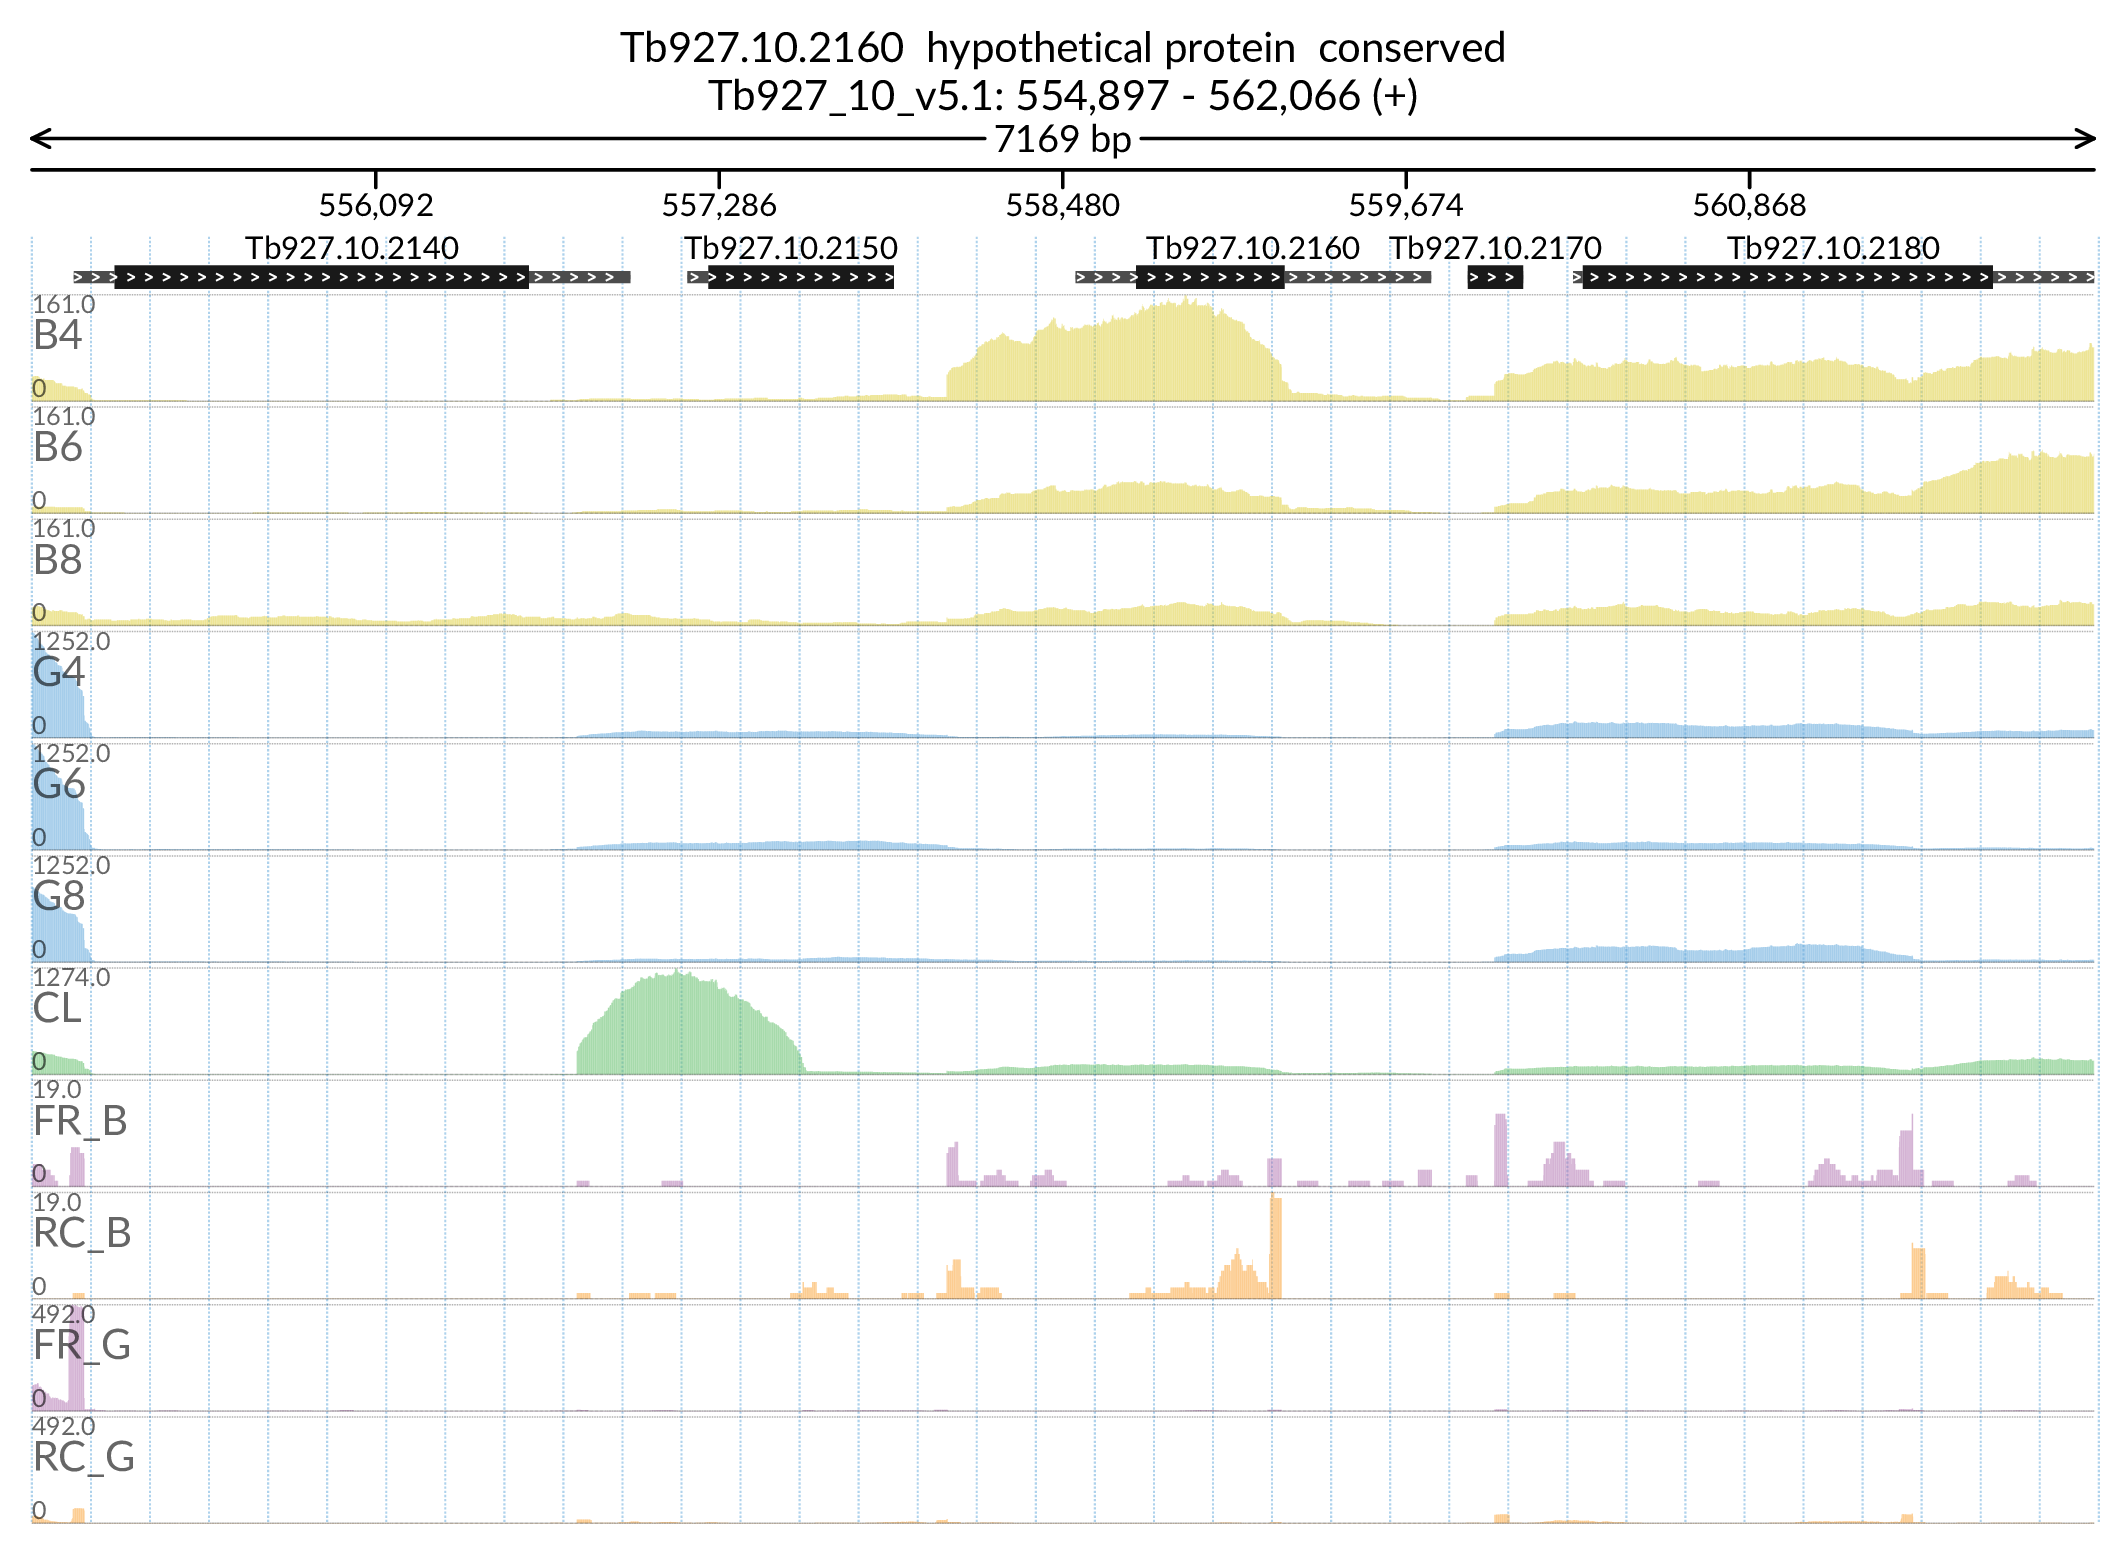 Tb927.10.2160 hypothetical protein conserved
Tb927_10_v5.1: 554,897 - 562,066 (+)
7169 bp
556,092 557,286 558,480 559,674 560,868
Tb927.10.2140 Tb927.10.2150 Tb927.10.2160 Tb927.10.2170 Tb927.10.2180
161.0
B4
0
161.0
B6
0
161.0
B8
0
1252.0
G4
0
1252.0
G6
0
1252.0
G8
0
1274.0
CL
0
19.0
FR_B
0
19.0
RC_B
0
492.0
FR_G
0
492.0
RC_G
0